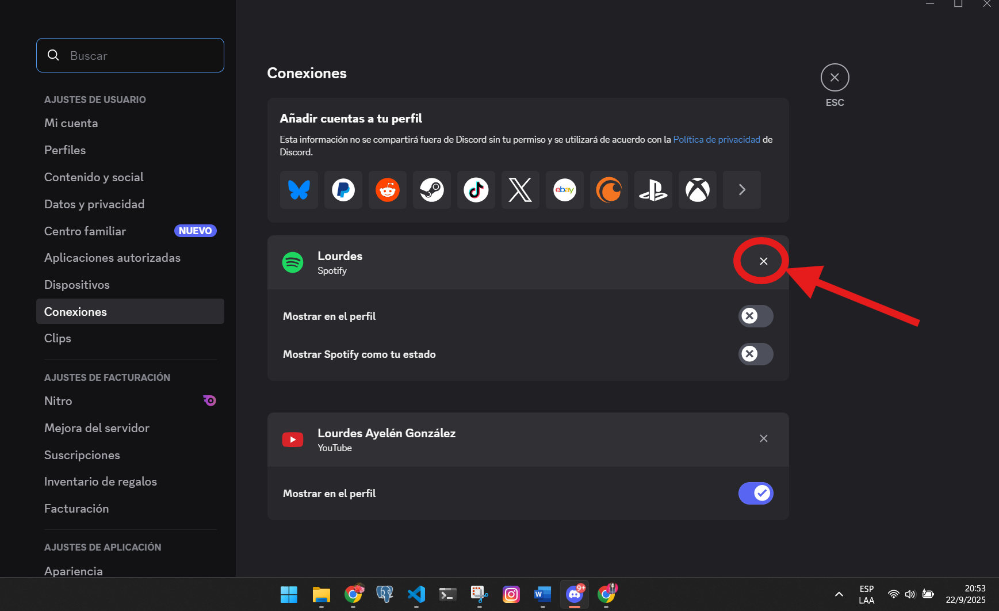 Buscar
AJUSTES DE USUARIO
Mi cuenta
Perfiles
Contenido y social
Datos y privacidad
Centro familiar NUEVO
Aplicaciones autorizadas
Dispositivos
Conexiones
Clips
AJUSTES DE FACTURACIÓN
Nitro
Mejora del servidor
Suscripciones
Inventario de regalos
Facturación
AJUSTES DE APLICACIÓN
Apariencia
Conexiones
ESC
Añadir cuentas a tu perfil
Esta información no se compartirá fuera de Discord sin tu permiso y se utilizará de acuerdo con la Política de privacidad de
Discord.
ebay
Lourdes
Spotify
Mostrar en el perfil
Mostrar Spotify como tu estado
Lourdes Ayelén González
YouTube
Mostrar en el perfil
W
9+
ESP
LAA
20:53
22/9/2025